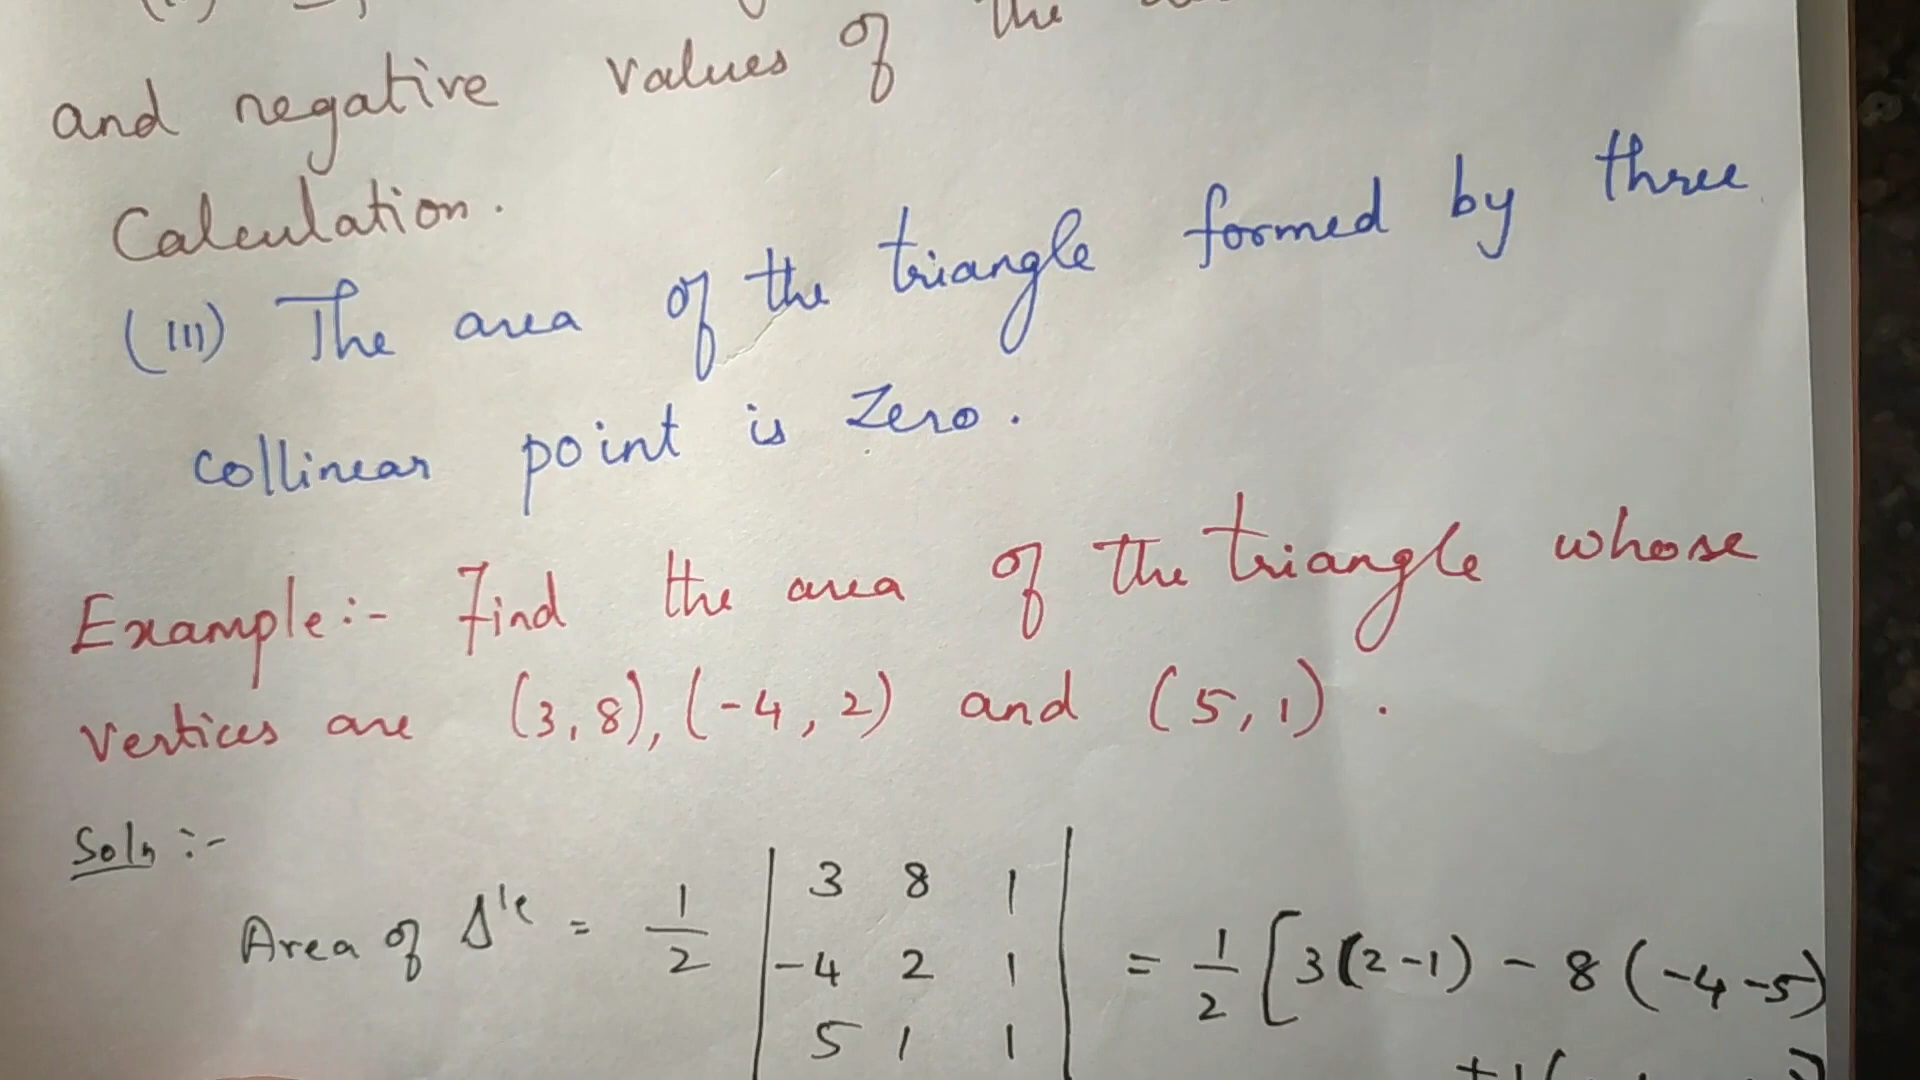 and negative values of the
Calculation.
(III) The area of the triangle formed by three
collinear point is Zero.
Example:- Find the area of the triangle whose
vertices are (3,8), (-4,2) and (5,1).
Soln :-
Area of Δle = 1/2 | 3 8 1 | = 1/2 [3(2-1) - 8(-4-5)
| -4 2 1 |
| 5 1 1 |
+1(